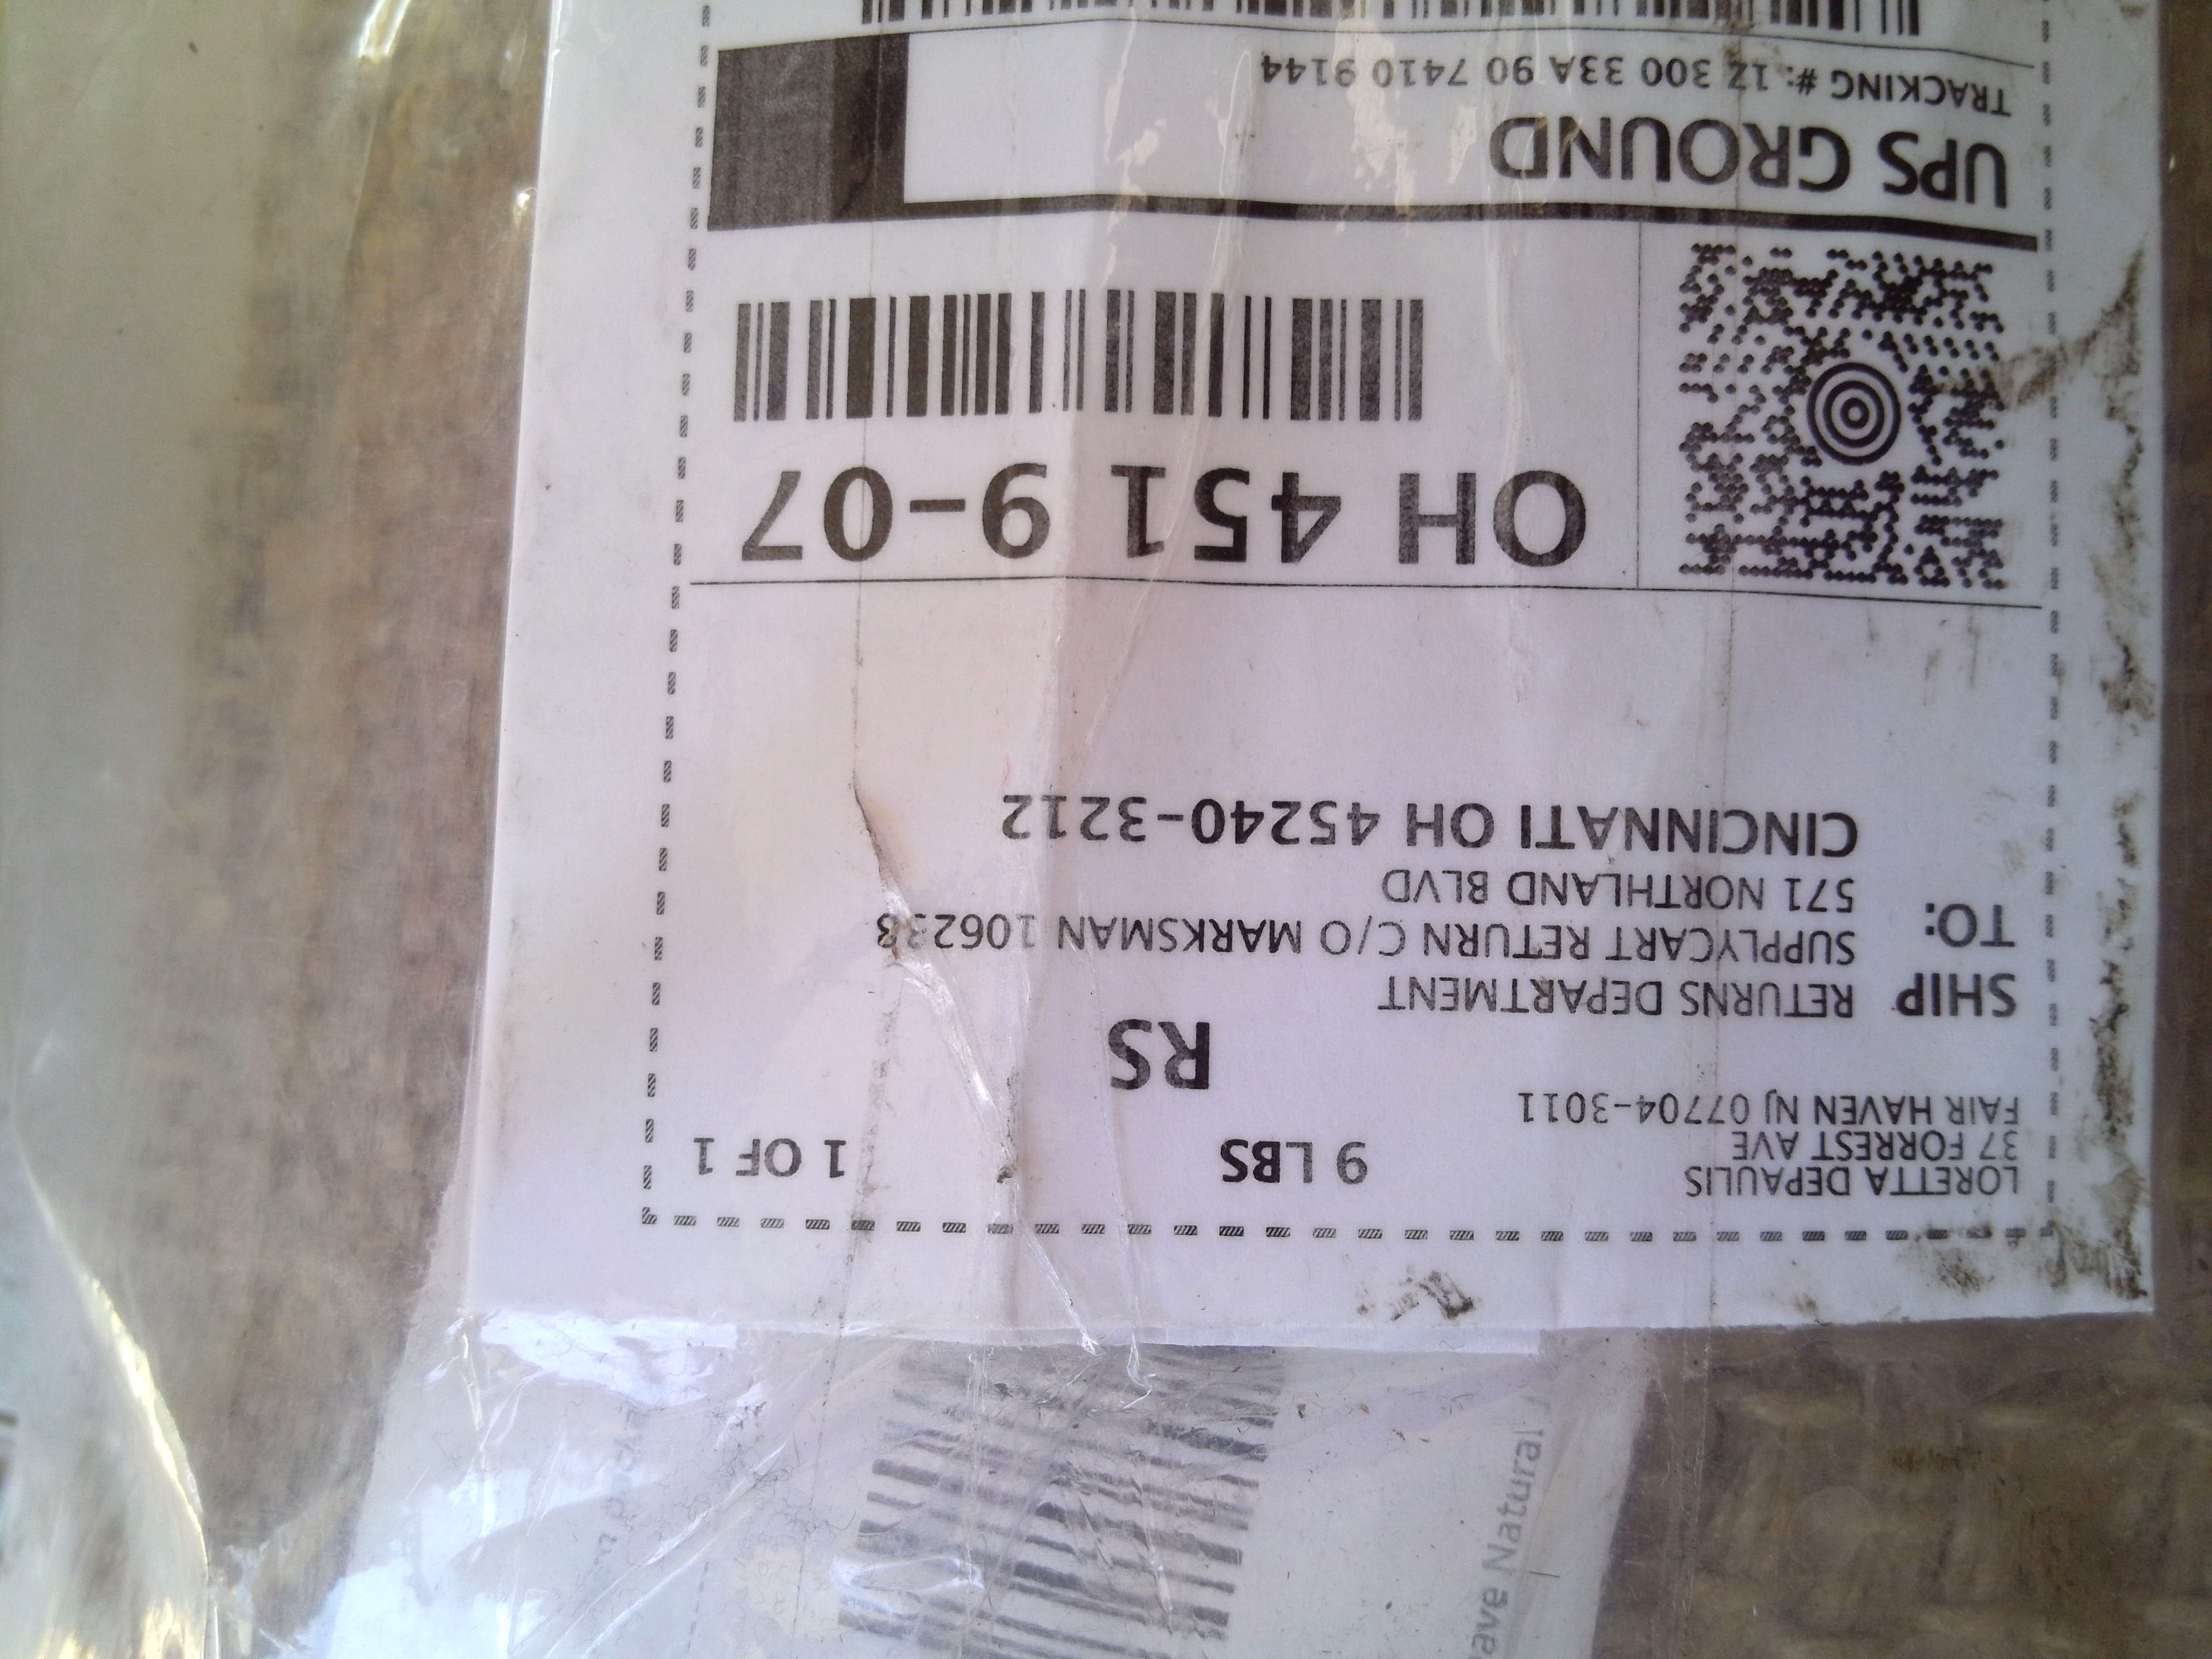 LORETTA DEPAULIS
37 FORREST AVE
FAIR HAVEN NJ 07704-3011
9 LBS
1 OF 1
RS
SHIP TO:
RETURNS DEPARTMENT
SUPPLYCART RETURN C/O MARKSMAN 106238
571 NORTHLAND BLVD
CINCINNATI OH 45240-3212
OH 451 9-07
UPS GROUND
TRACKING #: 1Z 300 33A 90 7410 9144
Natural